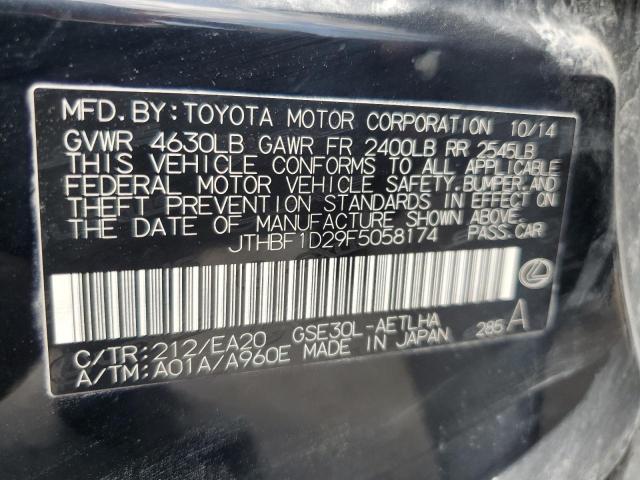 MFD. BY: TOYOTA MOTOR CORPORATION 10/14
GVWR 4630LB GAWR FR 2400LB RR 2545LB
THIS VEHICLE CONFORMS TO ALL APPLICABLE
FEDERAL MOTOR VEHICLE SAFETY, BUMPER, AND
THEFT PREVENTION STANDARDS IN EFFECT ON
THE DATE OF MANUFACTURE SHOWN ABOVE.
JTHBF1D29F5058174 PASS. CAR
C/TR: 212/EA20 GSE30L-AETLHA
A/TM: A01A/A960E MADE IN JAPAN 285 A